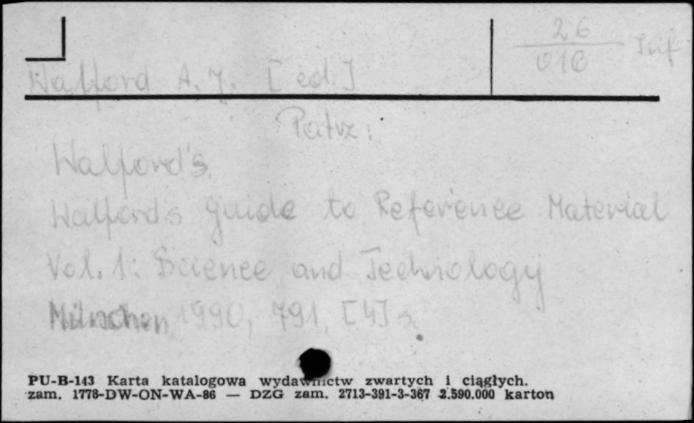 26
016 Inf
Walford A. J. [ed.]
Patrz:
Walford's
Walford's Guide to Reference Material
Vol. 1: Science and Technology
München, 1990, 791, [4] s.
PU-B-143 Karta katalogowa wydawnictw zwartych i ciągłych.
zam. 1778-DW-ON-WA-86 — DZG zam. 2713-391-3-367 2.590.000 karton